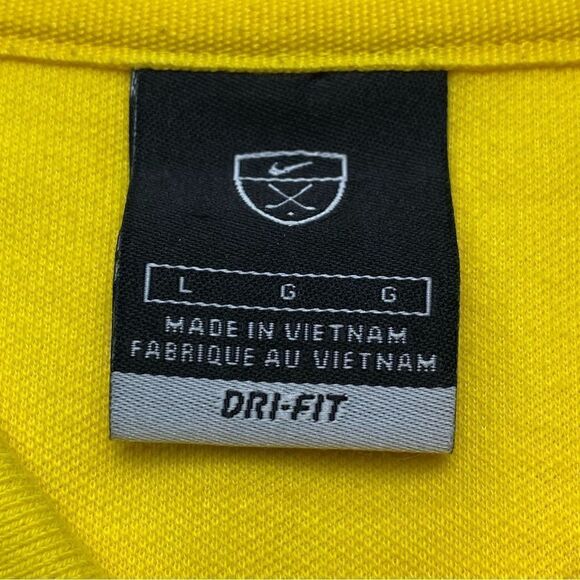 L G G
MADE IN VIETNAM
FABRIQUE AU VIETNAM
DRI-FIT